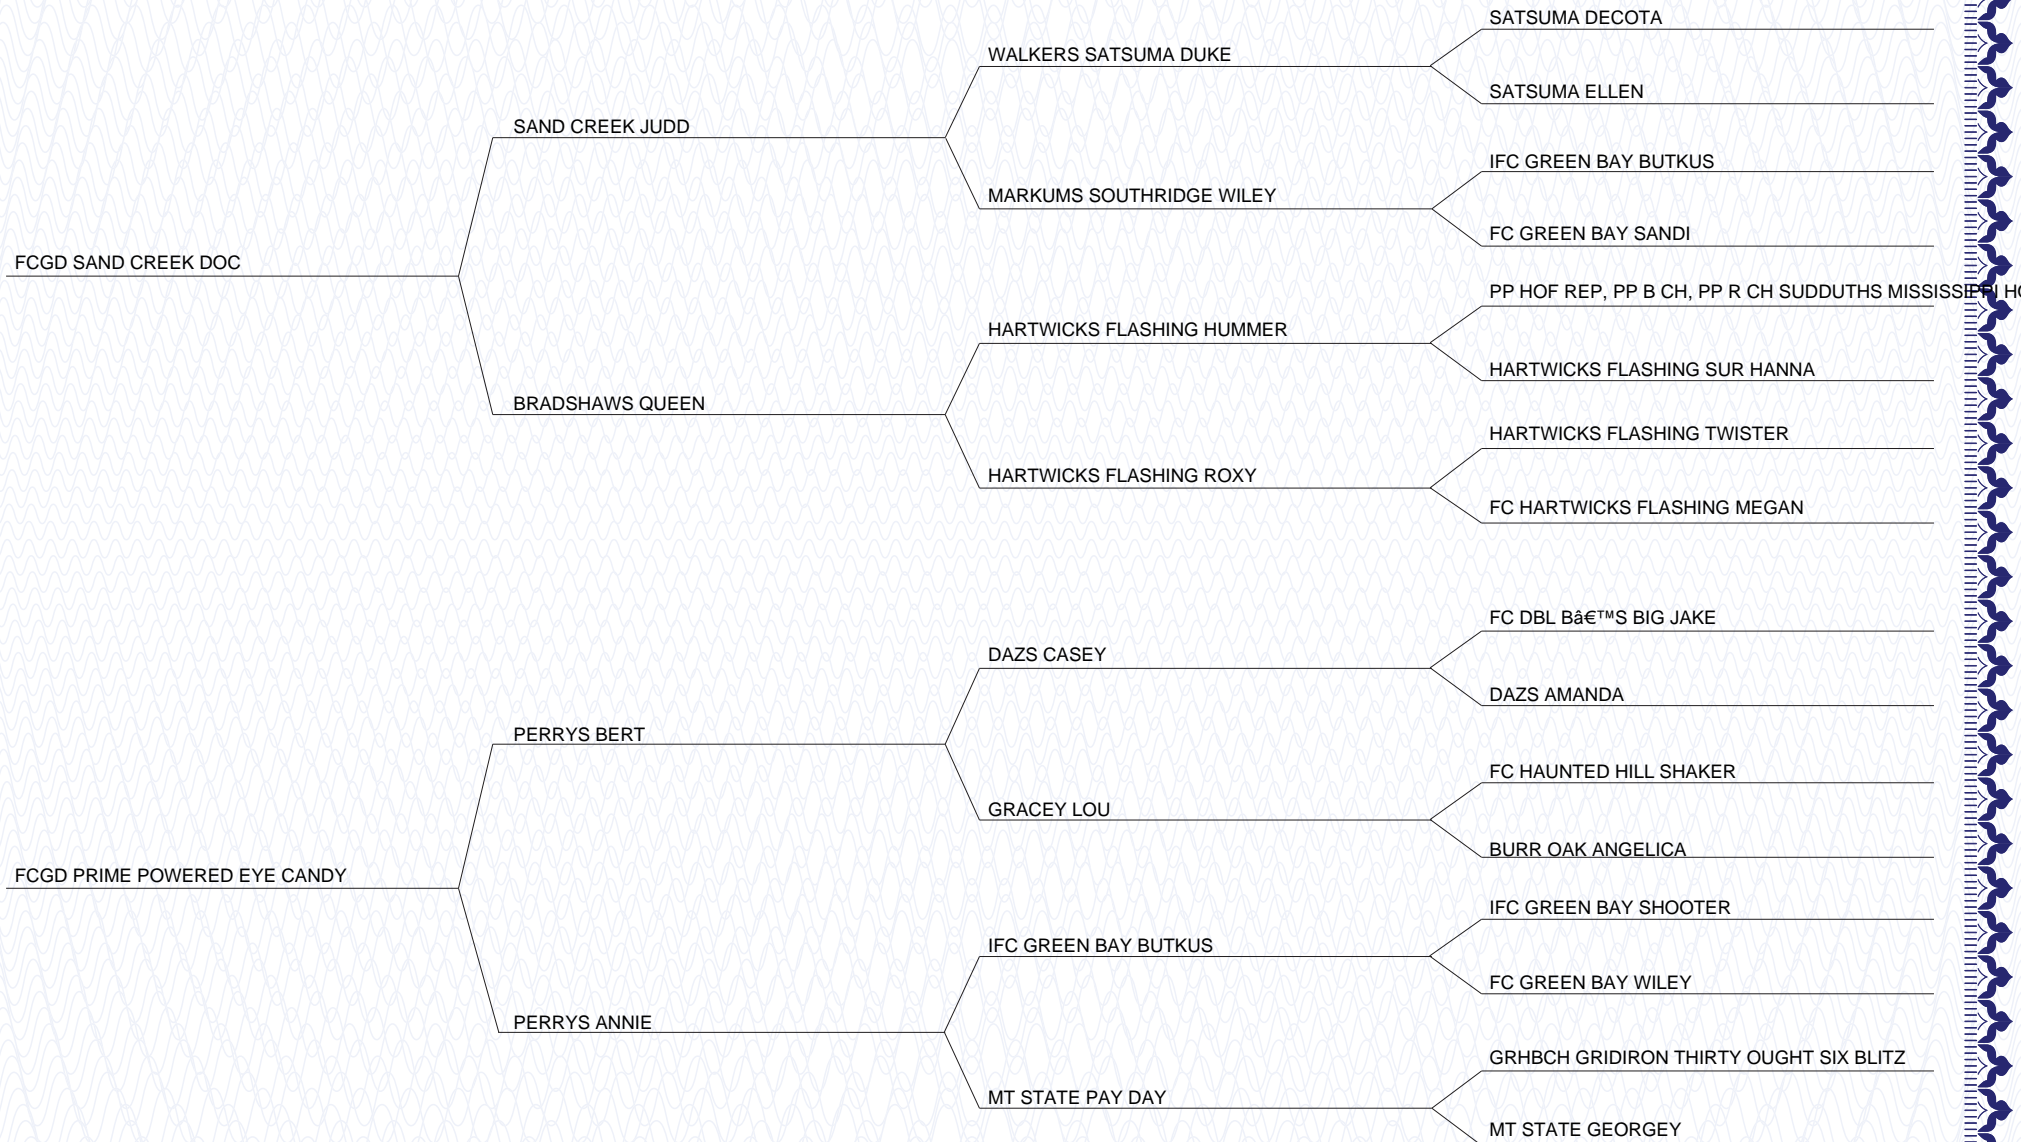 SATSUMA DECOTA
WALKERS SATSUMA DUKE
SATSUMA ELLEN
SAND CREEK JUDD
IFC GREEN BAY BUTKUS
MARKUMS SOUTHRIDGE WILEY
FC GREEN BAY SANDI
FCGD SAND CREEK DOC
PP HOF REP, PP B CH, PP R CH SUDDUTHS MISSISSIPPI HO
HARTWICKS FLASHING HUMMER
HARTWICKS FLASHING SUR HANNA
BRADSHAWS QUEEN
HARTWICKS FLASHING TWISTER
HARTWICKS FLASHING ROXY
FC HARTWICKS FLASHING MEGAN
FC DBL Bâ€™S BIG JAKE
DAZS CASEY
DAZS AMANDA
PERRYS BERT
FC HAUNTED HILL SHAKER
GRACEY LOU
BURR OAK ANGELICA
FCGD PRIME POWERED EYE CANDY
IFC GREEN BAY SHOOTER
IFC GREEN BAY BUTKUS
FC GREEN BAY WILEY
PERRYS ANNIE
GRHBCH GRIDIRON THIRTY OUGHT SIX BLITZ
MT STATE PAY DAY
MT STATE GEORGEY